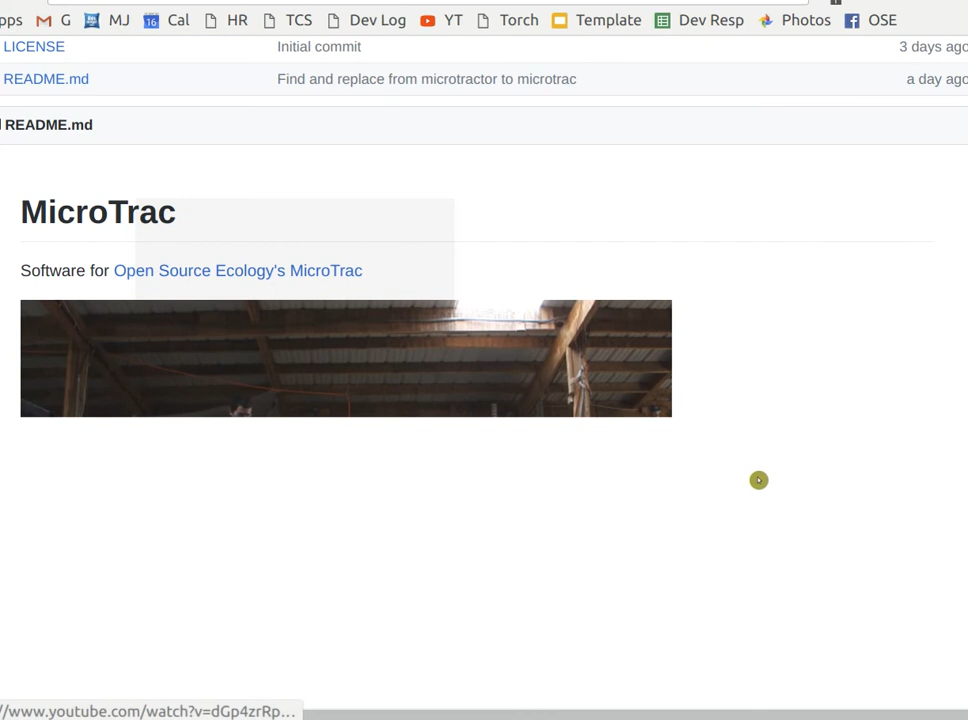 pps G MJ 16 Cal HR TCS Dev Log YT Torch Template Dev Resp Photos OSE
LICENSE Initial commit 3 days ago
README.md Find and replace from microtractor to microtrac a day ago
README.md
MicroTrac
Software for Open Source Ecology's MicroTrac
//www.youtube.com/watch?v=dGp4zrRp...